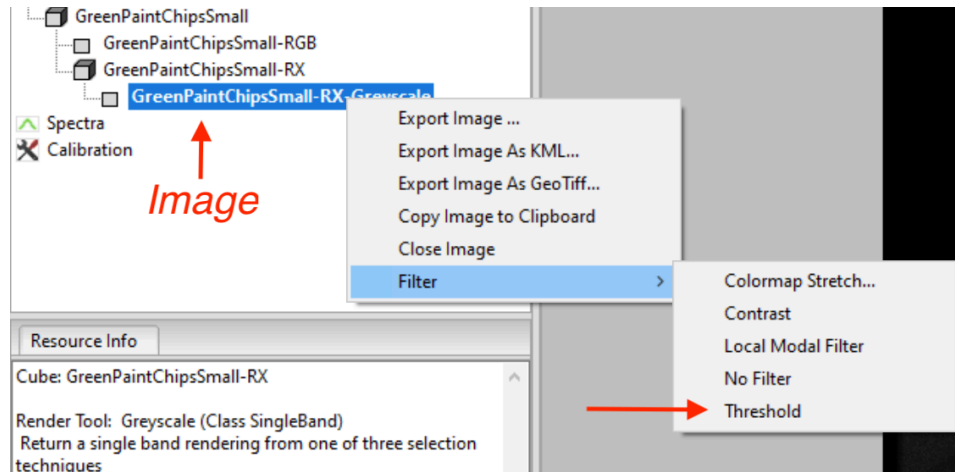 GreenPaintChipsSmall
GreenPaintChipsSmall-RGB
GreenPaintChipsSmall-RX
GreenPaintChipsSmall-RX-Greyscale
Spectra
Calibration
Image
Export Image ...
Export Image As KML...
Export Image As GeoTiff...
Copy Image to Clipboard
Close Image
Filter
Colormap Stretch...
Contrast
Local Modal Filter
No Filter
Threshold
Resource Info
Cube: GreenPaintChipsSmall-RX
Render Tool:  Greyscale (Class SingleBand)
Return a single band rendering from one of three selection
techniques